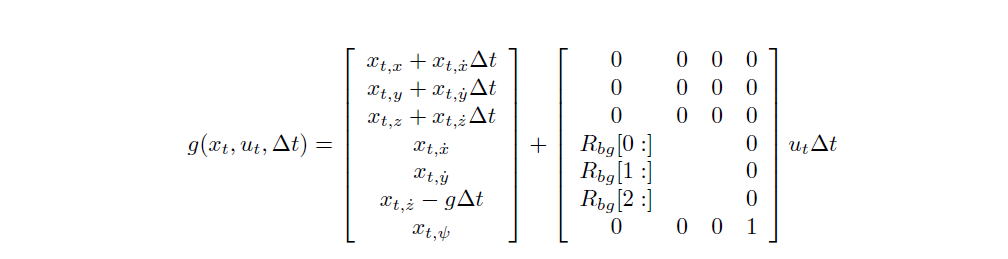 g(x_t, u_t, Δt) = [ x_{t,x} + x_{t,ẋ}Δt ; x_{t,y} + x_{t,ẏ}Δt ; x_{t,z} + x_{t,ż}Δt ; x_{t,ẋ} ; x_{t,ẏ} ; x_{t,ż} − gΔt ; x_{t,ψ} ] + [ 0 0 0 0 ; 0 0 0 0 ; 0 0 0 0 ; R_{bg}[0 :] 0 ; R_{bg}[1 :] 0 ; R_{bg}[2 :] 0 ; 0 0 0 1 ] u_tΔt